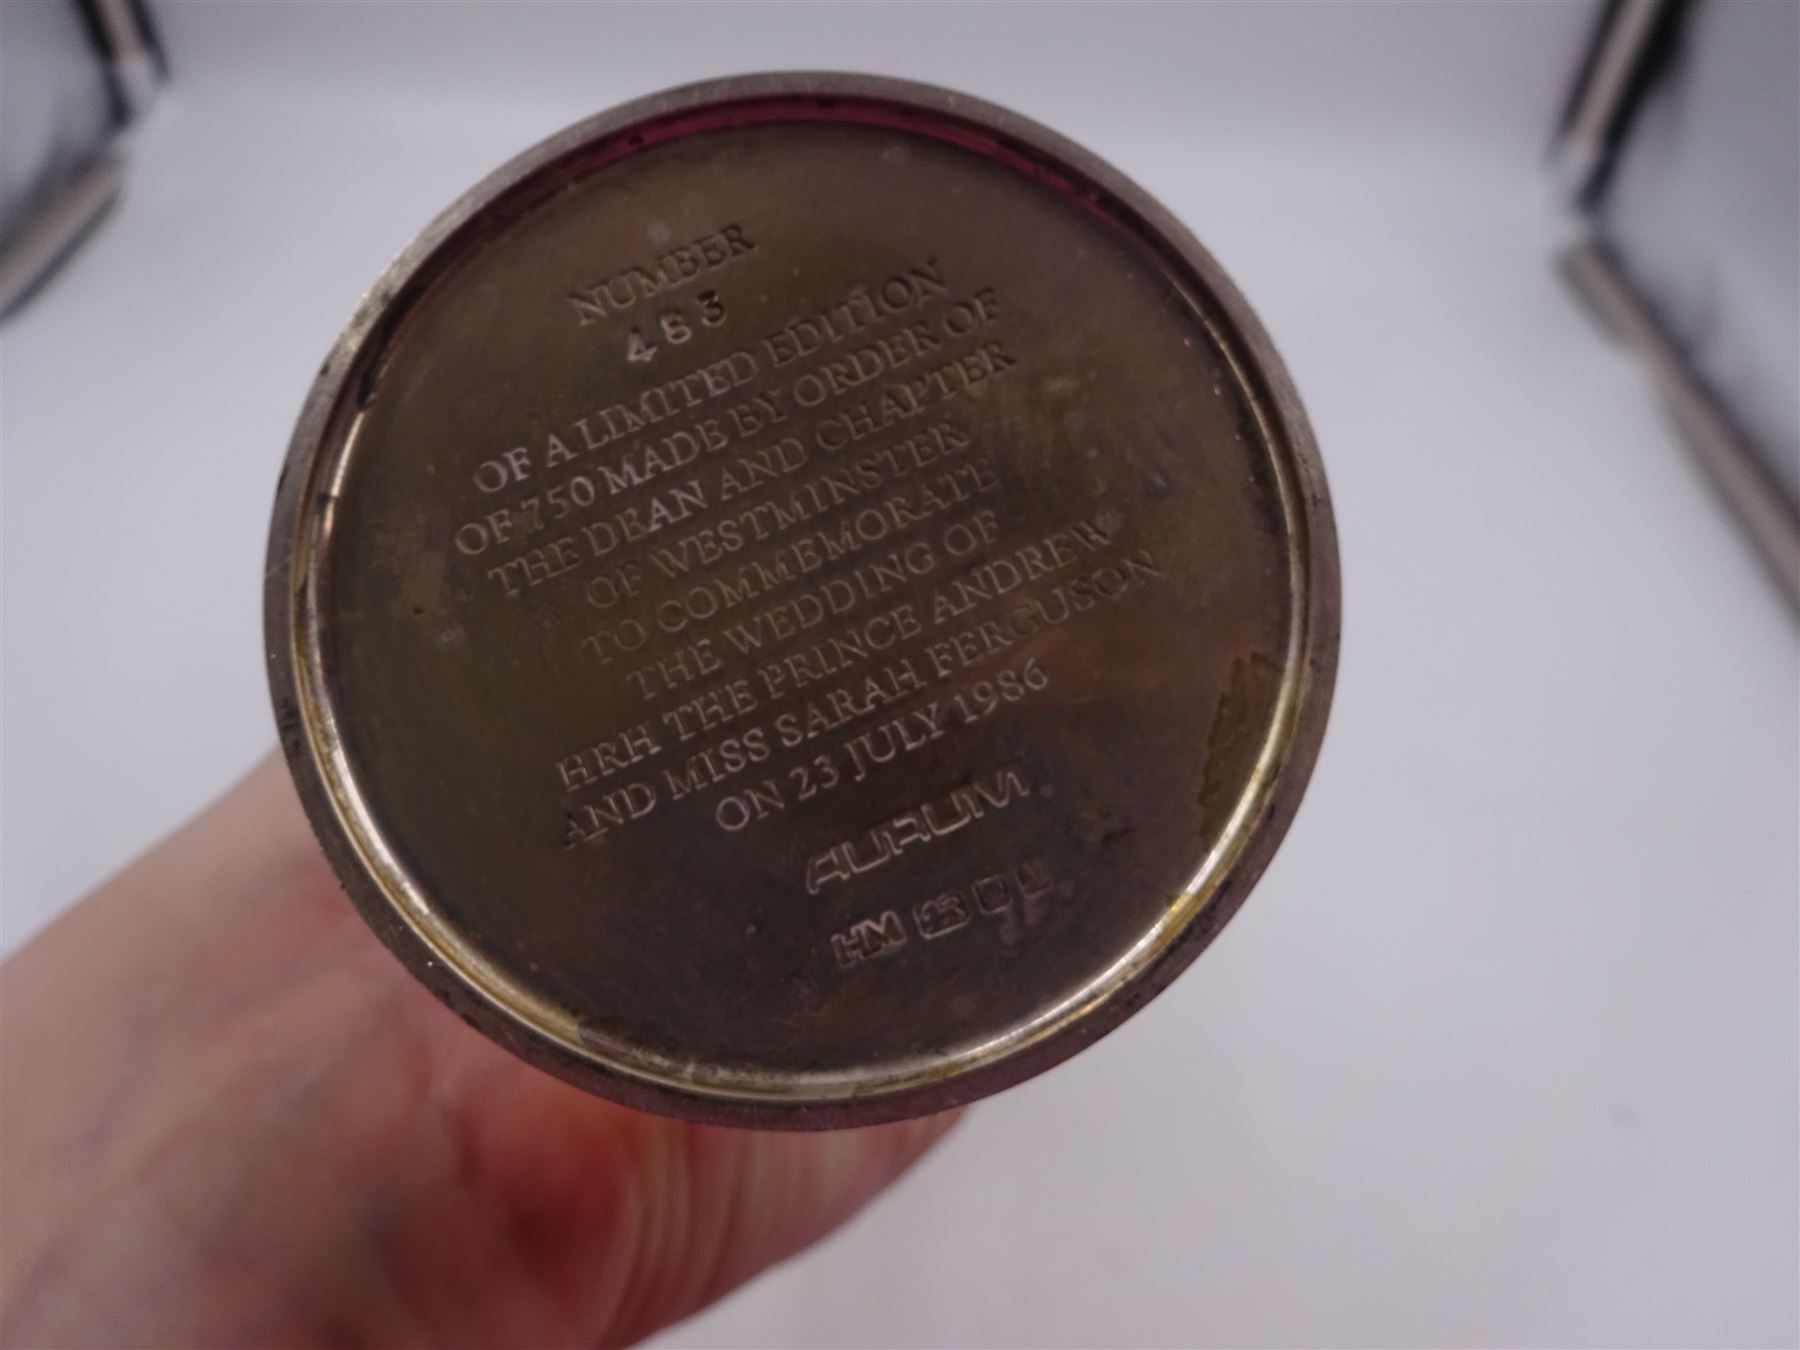 NUMBER
483
OF A LIMITED EDITION
OF 750 MADE BY ORDER OF
THE DEAN AND CHAPTER
OF WESTMINSTER
TO COMMEMORATE
THE WEDDING OF
HRH THE PRINCE ANDREW
AND MISS SARAH FERGUSON
ON 23 JULY 1986
AURUM
HM